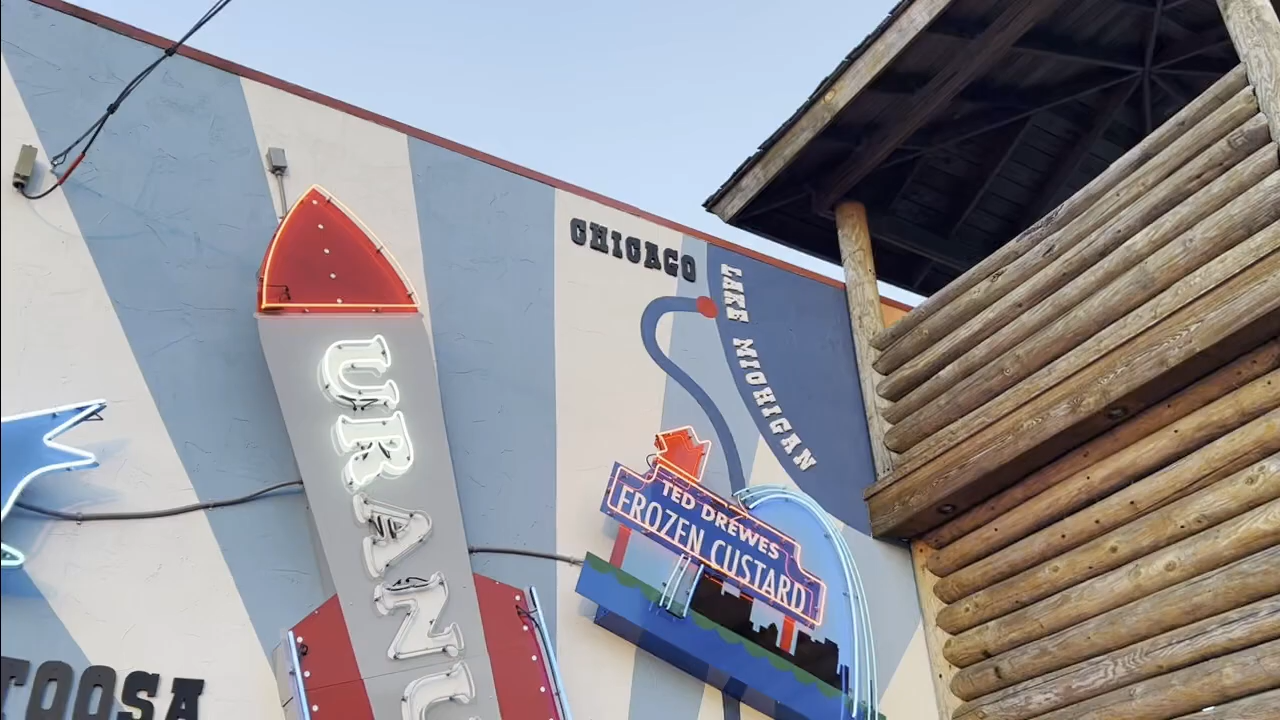 CHICAGO
LAKE MICHIGAN
URANU
TED DREWES
FROZEN CUSTARD
TOOSA